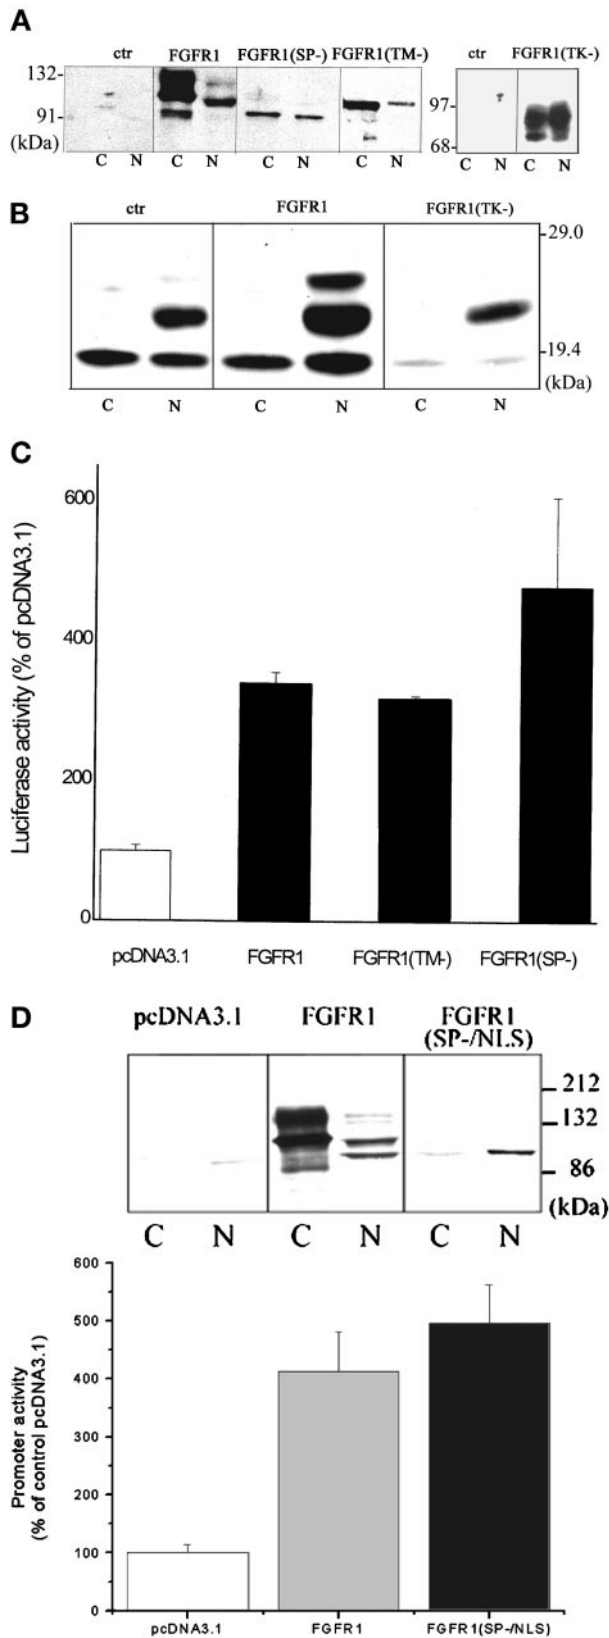 A
ctr FGFR1 FGFR1(SP-) FGFR1(TM-) ctr FGFR1(TK-)
132-
91-
(kDa)
97-
68-
C N C N C N C N C N C N
B
ctr FGFR1 FGFR1(TK-)
-29.0
-19.4
(kDa)
C N C N C N
C
Luciferase activity (% of pcDNA3.1)
600
400
200
0
pcDNA3.1 FGFR1 FGFR1(TM-) FGFR1(SP-)
D
pcDNA3.1 FGFR1 FGFR1
(SP-/NLS)
212
132
86
(kDa)
C N C N C N
Promoter activity
(% of control pcDNA3.1)
600
500
400
300
200
100
0
pcDNA3.1 FGFR1 FGFR1(SP-/NLS)